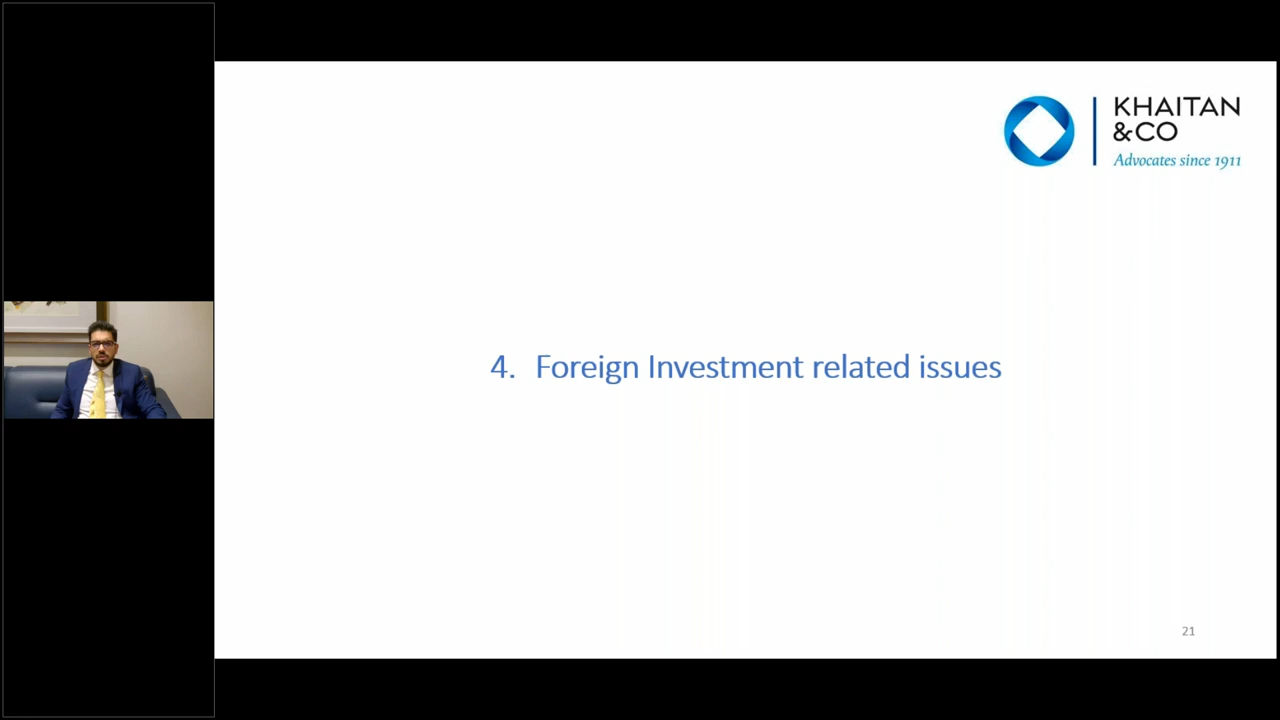 KHAITAN
&CO
Advocates since 1911
4. Foreign Investment related issues
21